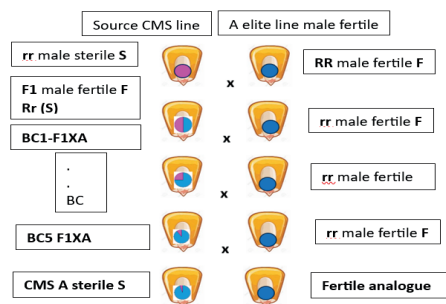 Source CMS line
A elite line male fertile
rr male sterile S
x
RR male fertile F
F1 male fertile F
Rr (S)
x
rr male fertile F
BC1-F1XA
.
.
BC
x
rr male fertile
BC5 F1XA
x
rr male fertile F
CMS A sterile S
Fertile analogue